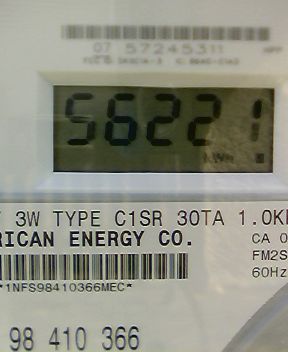 07 57245311
56221
kWh
3W TYPE C1SR 30TA 1.0K
RICAN ENERGY CO.
CA 0
FM2S
60Hz
*1NFS98410366MEC*
98 410 366